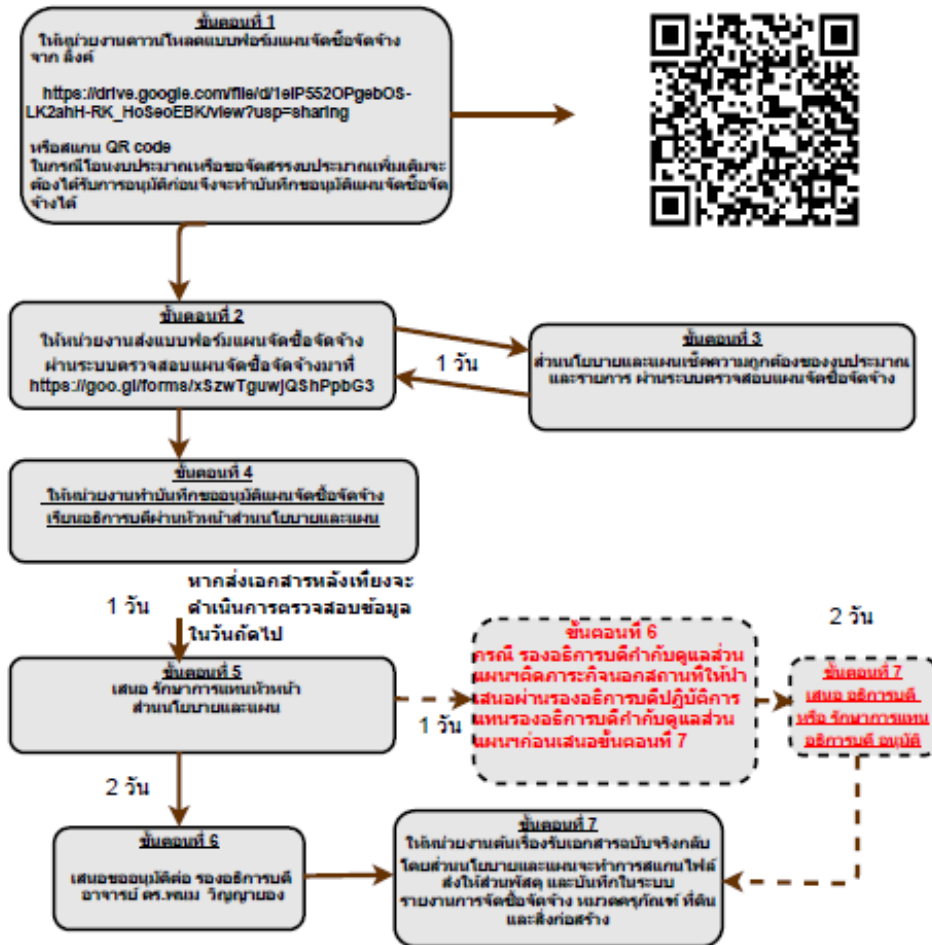 ขั้นตอนที่ 1
ให้หน่วยงานดาวน์โหลดแบบฟอร์มแผนจัดซื้อจัดจ้าง
จาก ลิ้งค์
https://drive.google.com/file/d/1eIP552OPgebOS-
LK2ahH-RK_HoSeoEBK/view?usp=sharing
หรือสแกน QR code
ในกรณีโอนงบประมาณหรือขอจัดสรรงบประมาณเพิ่มเติมจะ
ต้องได้รับการอนุมัติก่อนจึงจะทำบันทึกขอนุมัติแผนจัดซื้อจัด
จ้างได้
ขั้นตอนที่ 2
ให้หน่วยงานส่งแบบฟอร์มแผนจัดซื้อจัดจ้าง
ผ่านระบบตรวจสอบแผนจัดซื้อจัดจ้างมาที่
https://goo.gl/forms/xSzwTguwJQShPpbG3
1 วัน
ขั้นตอนที่ 3
ส่วนนโยบายและแผนเช็คความถูกต้องของงบประมาณ
และรายการ ผ่านระบบตรวจสอบแผนจัดซื้อจัดจ้าง
ขั้นตอนที่ 4
ให้หน่วยงานทำบันทึกขออนุมัติแผนจัดซื้อจัดจ้าง
เรียนอธิการบดีผ่านหัวหน้าส่วนนโยบายและแผน
1 วัน
หากส่งเอกสารหลังเที่ยงจะ
ดำเนินการตรวจสอบข้อมูล
ในวันถัดไป
ขั้นตอนที่ 5
เสนอ รักษาการแทนหัวหน้า
ส่วนนโยบายและแผน
1 วัน
ขั้นตอนที่ 6
กรณี รองอธิการบดีกำกับดูแลส่วน
แผนฯติดภาระกิจนอกสถานที่ให้นำ
เสนอผ่านรองอธิการบดีปฏิบัติการ
แทนรองอธิการบดีกำกับดูแลส่วน
แผนฯก่อนเสนอขั้นตอนที่ 7
2 วัน
ขั้นตอนที่ 7
เสนอ อธิการบดี
หรือ รักษาการแทน
อธิการบดี อนุมัติ
2 วัน
ขั้นตอนที่ 6
เสนอขออนุมัติต่อ รองอธิการบดี
อาจารย์ ดร.พนม วิญญายอง
ขั้นตอนที่ 7
ให้หน่วยงานต้นเรื่องรับเอกสารฉบับจริงกลับ
โดยส่วนนโยบายและแผนจะทำการสแกนไฟล์
ส่งให้ส่วนพัสดุ และบันทึกในระบบ
รายงานการจัดซื้อจัดจ้าง หมวดครุภัณฑ์ ที่ดิน
และสิ่งก่อสร้าง